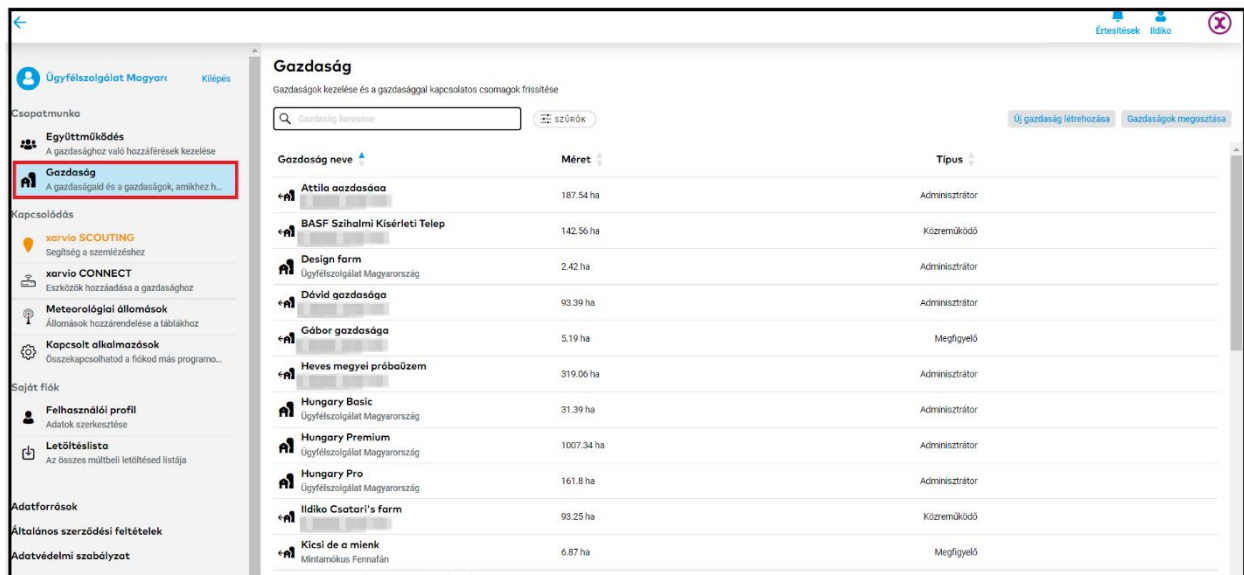 Értesítések Ildiko
Ügyfélszolgálat Magyaro
Kilépés
Csapatmunka
Együttműködés
A gazdasághoz való hozzáférések kezelése
Gazdaság
A gazdaságaid és a gazdaságok, amikhez h...
Kapcsolódás
xarvio SCOUTING
Segítség a szemlézéshez
xarvio CONNECT
Eszközök hozzáadása a gazdasághoz
Meteorológiai állomások
Állomások hozzárendelése a táblákhoz
Kapcsolt alkalmazások
Összekapcsolhatod a fiókod más programo...
Saját fiók
Felhasználói profil
Adatok szerkesztése
Letöltéslista
Az összes múltbeli letöltésed listája
Adatforrások
Általános szerződési feltételek
Adatvédelmi szabályzat
Gazdaság
Gazdaságok kezelése és a gazdasággal kapcsolatos csomagok frissítése
Gazdaság keresése
SZŰRŐK
Új gazdaság létrehozása Gazdaságok megosztása
Gazdaság neve Méret Típus
Attila gazdasága 187.54 ha Adminisztrátor
BASF Szihalmi Kísérleti Telep 142.56 ha Közreműködő
Design farm 2.42 ha Adminisztrátor
Ügyfélszolgálat Magyarország
Dávid gazdasága 93.39 ha Adminisztrátor
Gábor gazdasága 5.19 ha Megfigyelő
Heves megyei próbaüzem 319.06 ha Adminisztrátor
Hungary Basic 31.39 ha Adminisztrátor
Ügyfélszolgálat Magyarország
Hungary Premium 1007.34 ha Adminisztrátor
Ügyfélszolgálat Magyarország
Hungary Pro 161.8 ha Adminisztrátor
Ügyfélszolgálat Magyarország
Ildiko Csatari's farm 93.25 ha Közreműködő
Kicsi de a mienk 6.87 ha Megfigyelő
Mintamókus Fennafán